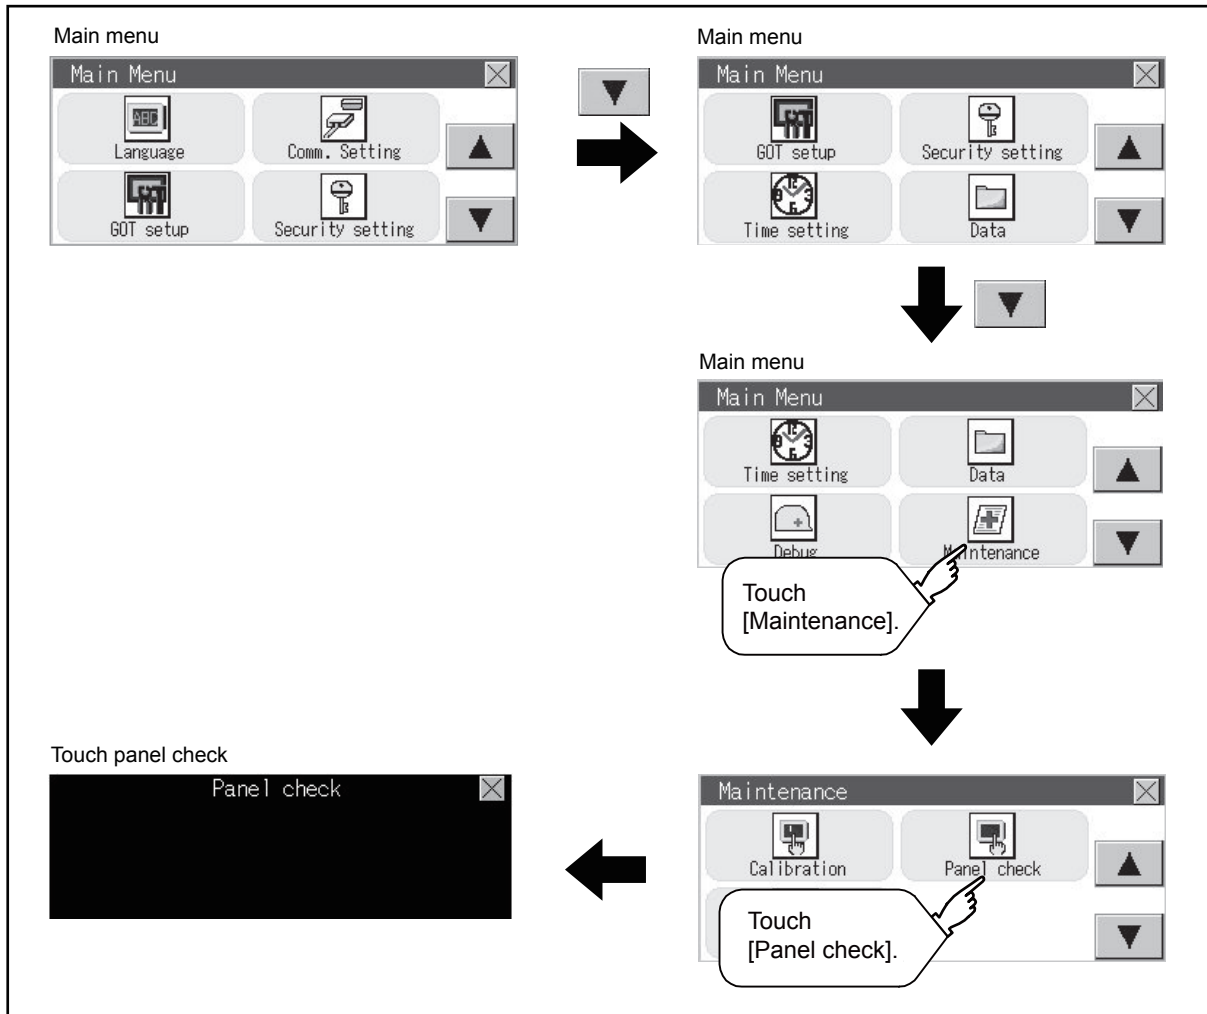 Main menu
Main Menu
ABC
Language
Comm. Setting
GOT setup
Security setting
Main menu
Main Menu
GOT setup
Security setting
Time setting
Data
Main menu
Main Menu
Time setting
Data
Debug
Maintenance
Touch
[Maintenance].
Maintenance
Calibration
Panel check
Touch
[Panel check].
Touch panel check
Panel check